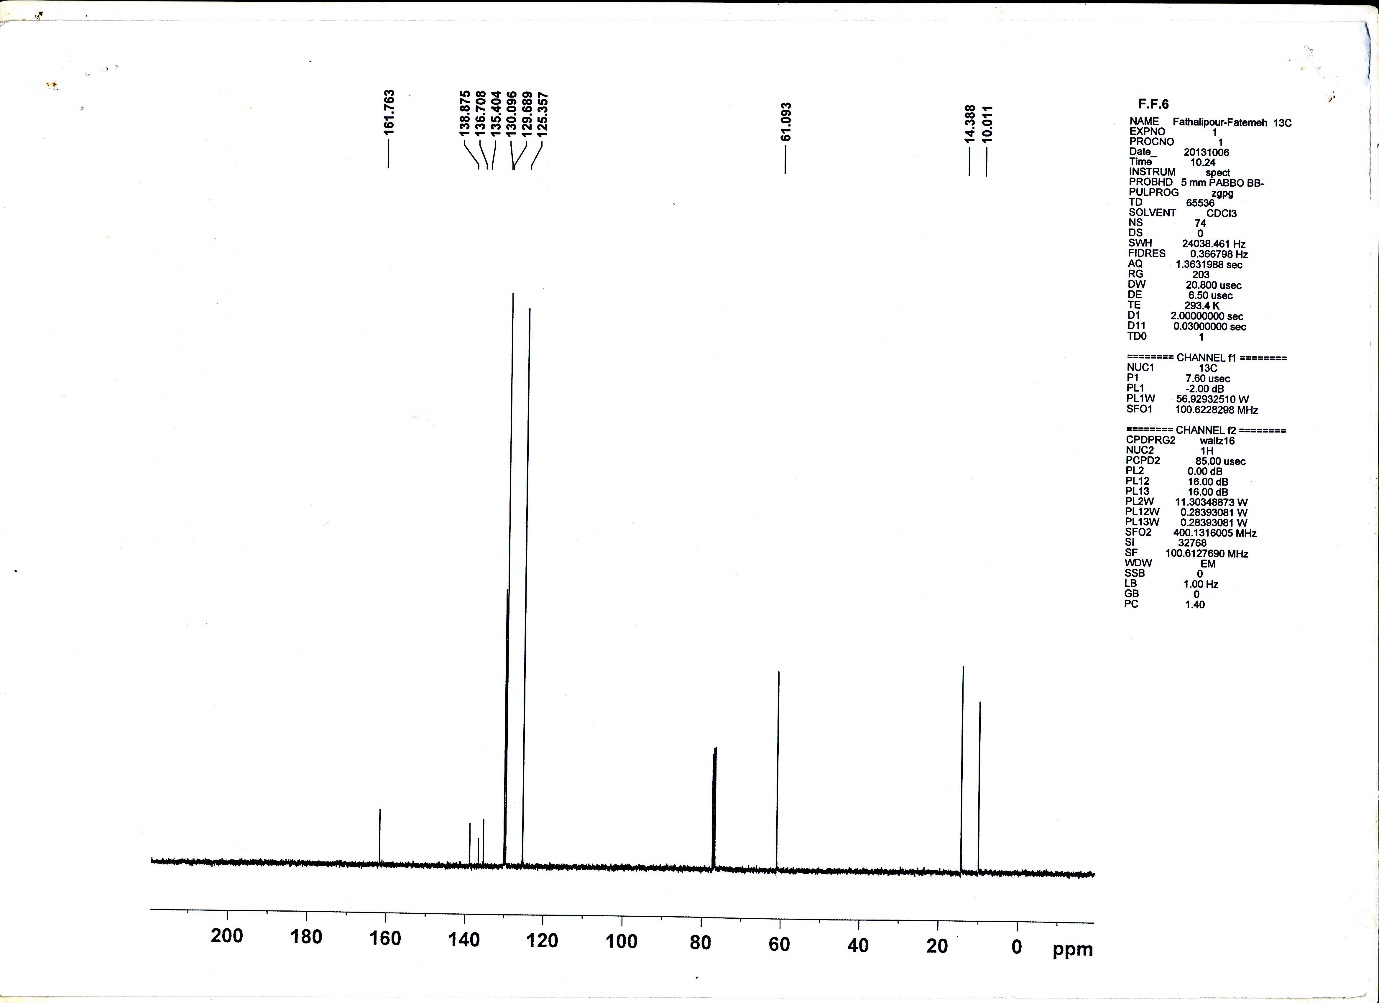 161.763
138.875
136.708
135.404
130.096
129.689
125.357
61.093
14.388
10.011
F.F.6
NAME Fathalipour-Fatemeh 13C
EXPNO 1
PROCNO 1
Date_ 20131006
Time 10.24
INSTRUM spect
PROBHD 5 mm PABBO BB-
PULPROG zgpg
TD 65536
SOLVENT CDCl3
NS 74
DS 0
SWH 24038.461 Hz
FIDRES 0.366798 Hz
AQ 1.3631988 sec
RG 203
DW 20.800 usec
DE 6.50 usec
TE 293.4 K
D1 2.00000000 sec
D11 0.03000000 sec
TD0 1
======== CHANNEL f1 ========
NUC1 13C
P1 7.60 usec
PL1 -2.00 dB
PL1W 56.92932510 W
SFO1 100.6228298 MHz
======== CHANNEL f2 ========
CPDPRG2 waltz16
NUC2 1H
PCPD2 85.00 usec
PL2 0.00 dB
PL12 16.00 dB
PL13 16.00 dB
PL2W 11.30348873 W
PL12W 0.28393081 W
PL13W 0.28393081 W
SFO2 400.1316005 MHz
SI 32768
SF 100.6127690 MHz
WDW EM
SSB 0
LB 1.00 Hz
GB 0
PC 1.40
200 180 160 140 120 100 80 60 40 20 0 ppm